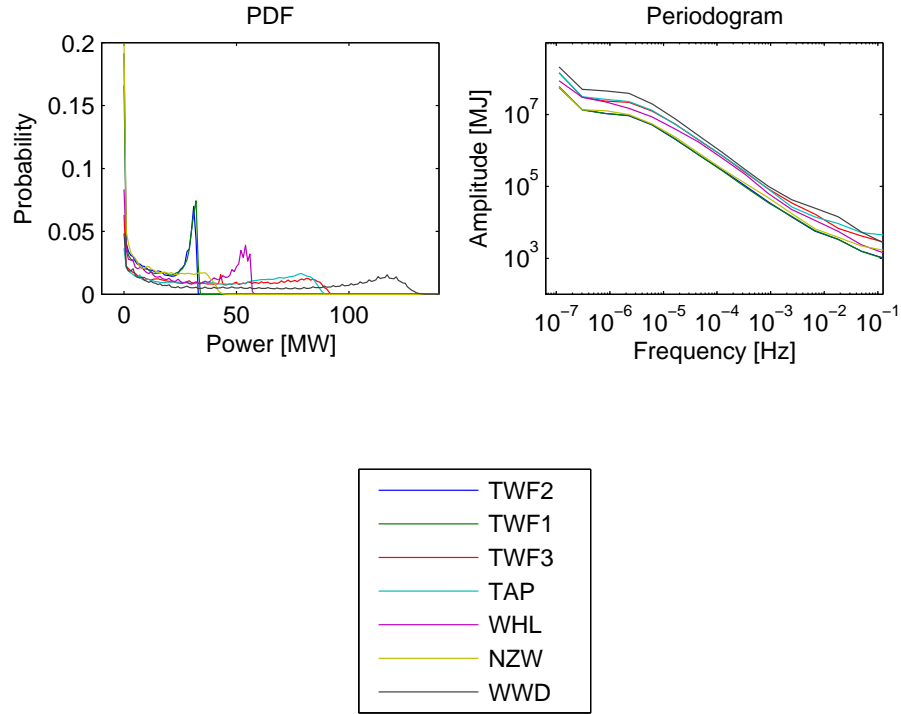 PDF
Probability
0.2
0.15
0.1
0.05
0
0 50 100
Power [MW]
Periodogram
Amplitude [MJ]
10^7
10^5
10^3
10^−7 10^−6 10^−5 10^−4 10^−3 10^−2 10^−1
Frequency [Hz]
TWF2
TWF1
TWF3
TAP
WHL
NZW
WWD